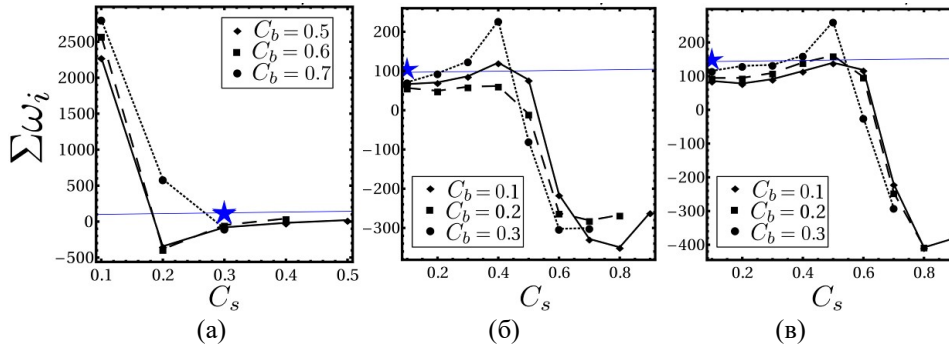 Σω_i
2500
2000
1500
1000
500
0
−500
0.1 0.2 0.3 0.4 0.5
C_b = 0.5
C_b = 0.6
C_b = 0.7
C_s
(а)
200
100
0
−100
−200
−300
0.2 0.4 0.6 0.8
C_b = 0.1
C_b = 0.2
C_b = 0.3
C_s
(б)
200
100
0
−100
−200
−300
−400
0.2 0.4 0.6 0.8
C_b = 0.1
C_b = 0.2
C_b = 0.3
C_s
(в)